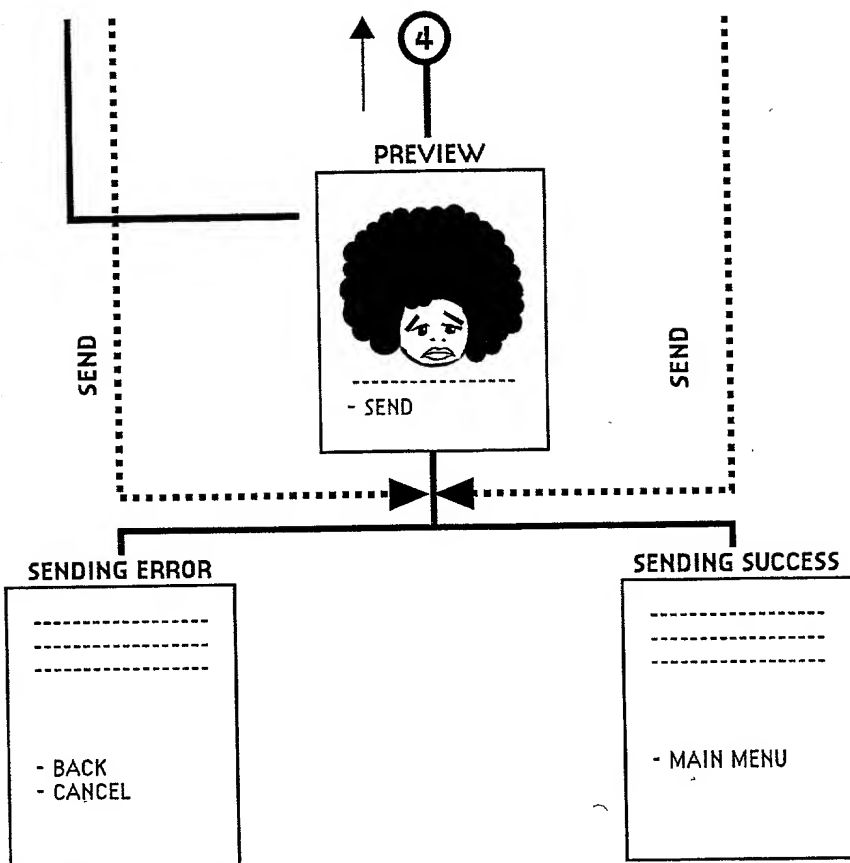 4
PREVIEW
SEND
SEND
- SEND
SENDING ERROR
SENDING SUCCESS
- BACK
- CANCEL
- MAIN MENU